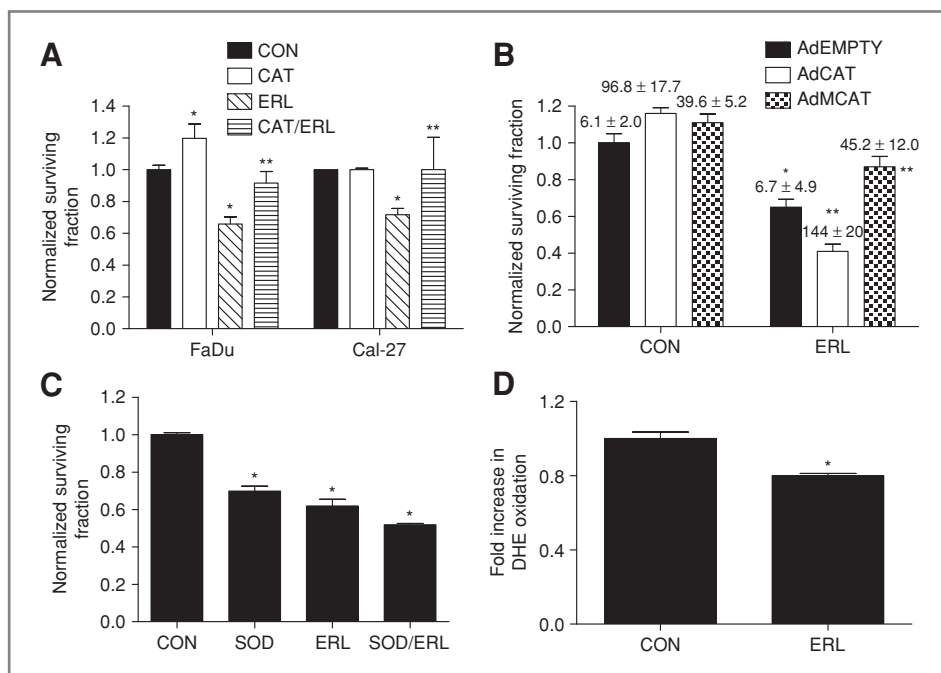 A
CON
CAT
ERL
CAT/ERL
Normalized surviving
fraction
1.4
1.2
1.0
0.8
0.6
0.4
0.2
0.0
*
**
*
*
**
FaDu
Cal-27
B
AdEMPTY
AdCAT
AdMCAT
Normalized surviving fraction
1.2
1.0
0.8
0.6
0.4
0.2
0.0
96.8 ± 17.7
6.1 ± 2.0
39.6 ± 5.2
*
6.7 ± 4.9
**
144 ± 20
45.2 ± 12.0
**
CON
ERL
C
Normalized surviving
fraction
1.2
1.0
0.8
0.6
0.4
0.2
0.0
*
*
*
CON
SOD
ERL
SOD/ERL
D
Fold increase in
DHE oxidation
1.2
0.8
0.4
0.0
*
CON
ERL